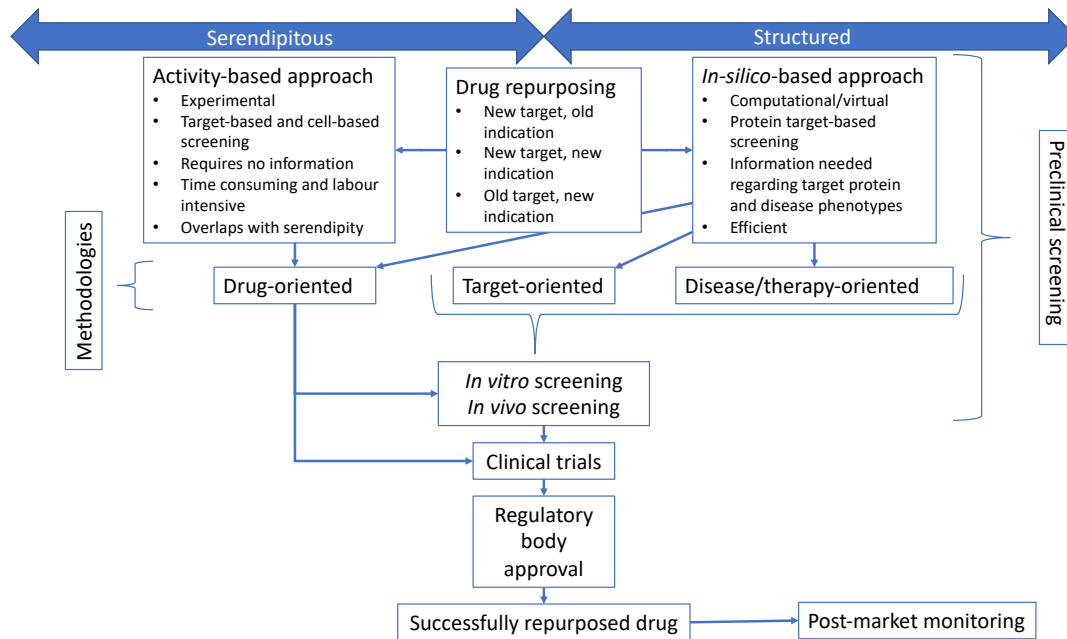 Serendipitous
Structured
Activity-based approach
• Experimental
• Target-based and cell-based
screening
• Requires no information
• Time consuming and labour
intensive
• Overlaps with serendipity
Drug repurposing
• New target, old
indication
• New target, new
indication
• Old target, new
indication
In-silico-based approach
• Computational/virtual
• Protein target-based
screening
• Information needed
regarding target protein
and disease phenotypes
• Efficient
Preclinical screening
Methodologies
Drug-oriented
Target-oriented
Disease/therapy-oriented
In vitro screening
In vivo screening
Clinical trials
Regulatory
body
approval
Successfully repurposed drug
Post-market monitoring